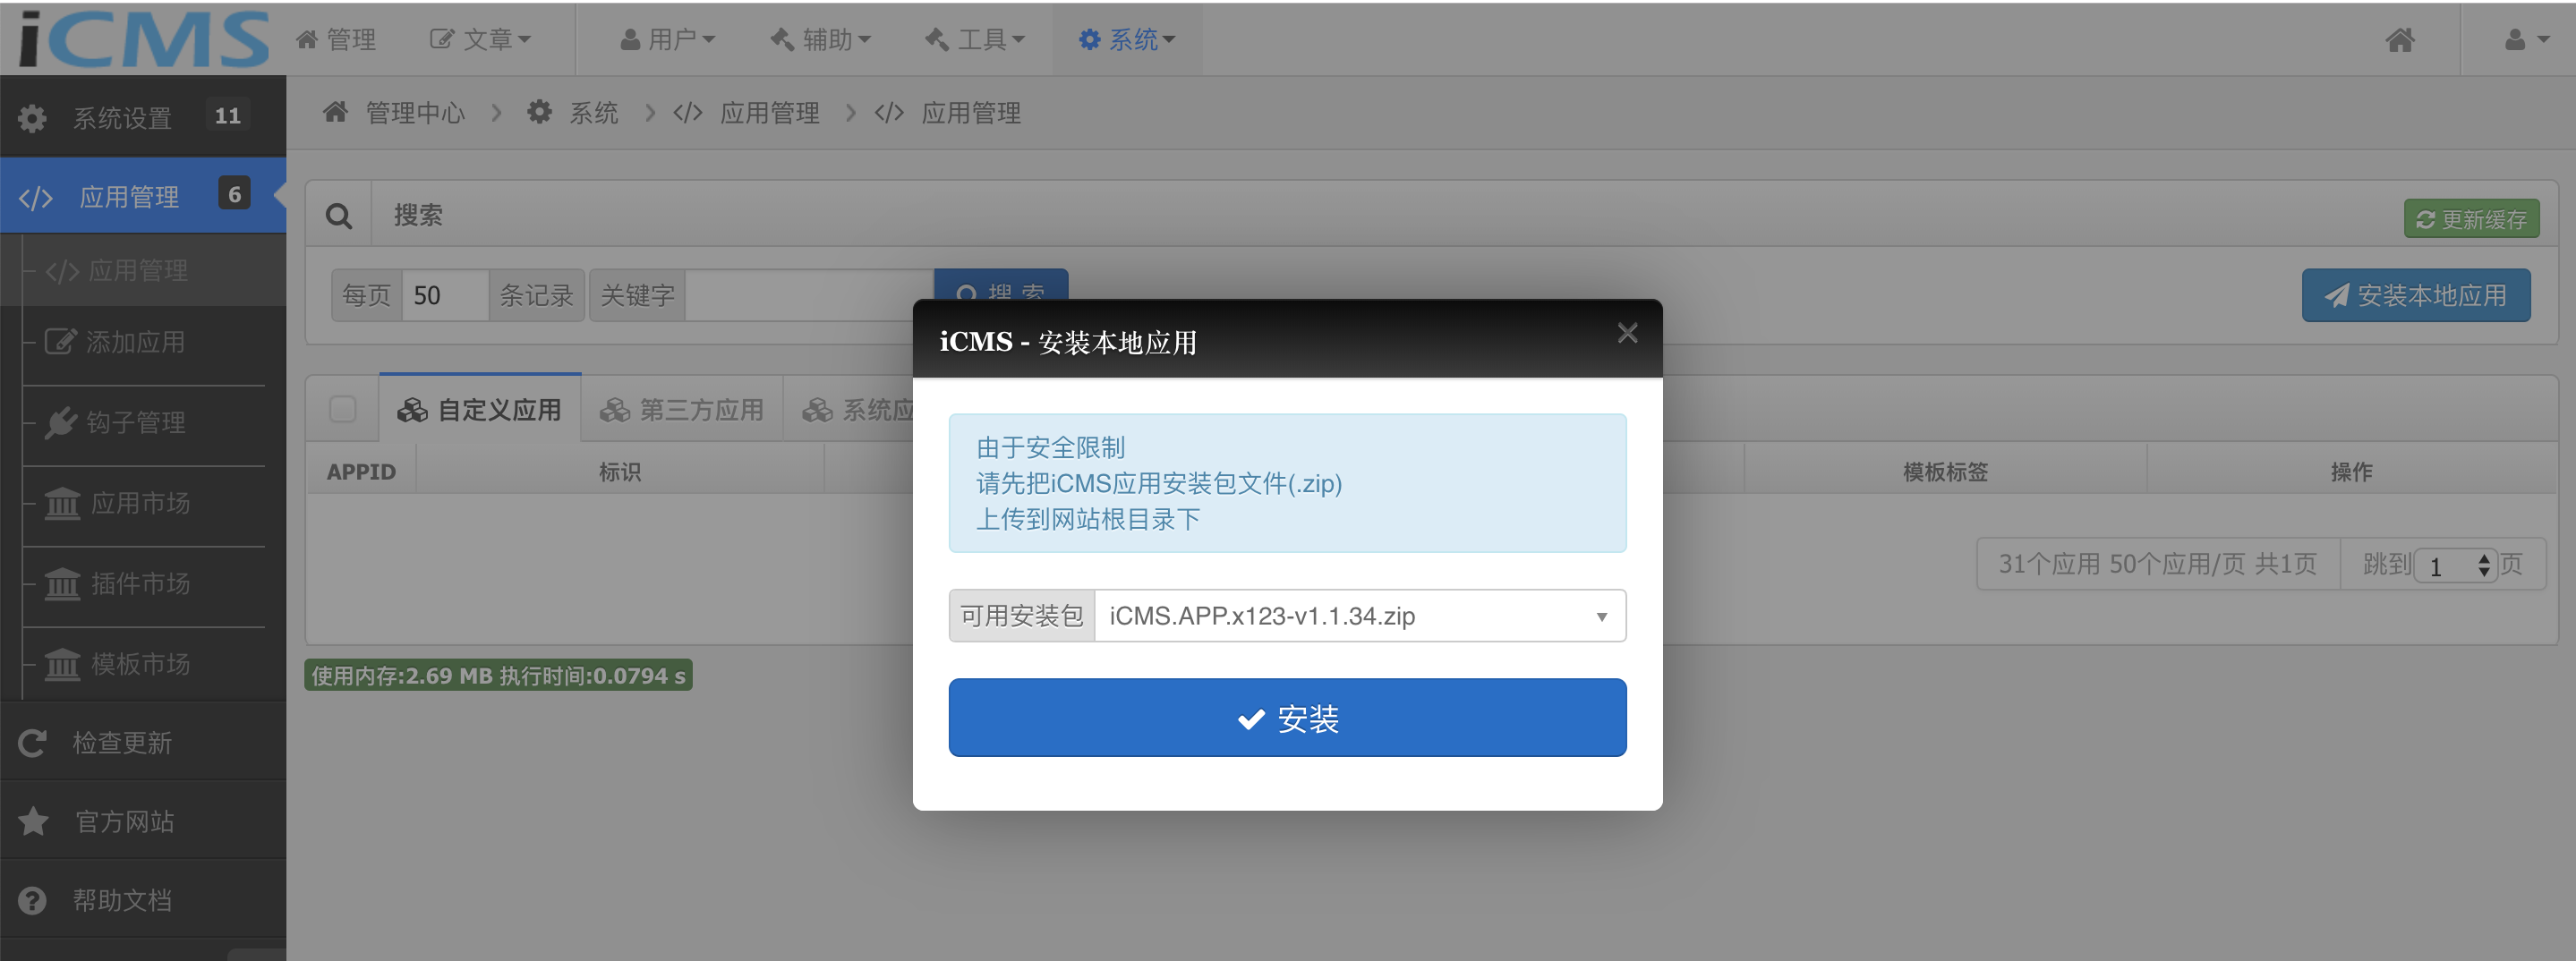 iCMS 管理 文章 用户 辅助 工具 系统
系统设置 11
应用管理 6
应用管理
添加应用
钩子管理
应用市场
插件市场
模板市场
检查更新
官方网站
帮助文档
管理中心 系统 应用管理 应用管理
搜索 更新缓存
每页 50 条记录 关键字 搜 索 安装本地应用
自定义应用 第三方应用 系统应
APPID 标识 模板标签 操作
31个应用 50个应用/页 共1页 跳到 1 页
使用内存:2.69 MB 执行时间:0.0794 s
iCMS - 安装本地应用
由于安全限制
请先把iCMS应用安装包文件(.zip)
上传到网站根目录下
可用安装包 iCMS.APP.x123-v1.1.34.zip
安装